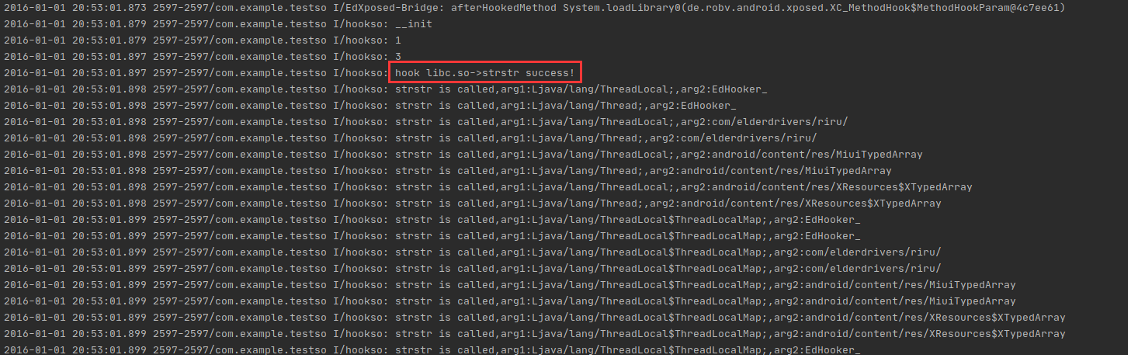 2016-01-01 20:53:01.873 2597-2597/com.example.testso I/EdXposed-Bridge: afterHookedMethod System.loadLibrary0(de.robv.android.xposed.XC_MethodHook$MethodHookParam@4c7ee61)
2016-01-01 20:53:01.879 2597-2597/com.example.testso I/hookso: __init
2016-01-01 20:53:01.879 2597-2597/com.example.testso I/hookso: 1
2016-01-01 20:53:01.896 2597-2597/com.example.testso I/hookso: 3
2016-01-01 20:53:01.897 2597-2597/com.example.testso I/hookso: hook libc.so->strstr success!
2016-01-01 20:53:01.898 2597-2597/com.example.testso I/hookso: strstr is called,arg1:Ljava/lang/ThreadLocal;,arg2:EdHooker_
2016-01-01 20:53:01.898 2597-2597/com.example.testso I/hookso: strstr is called,arg1:Ljava/lang/Thread;,arg2:EdHooker_
2016-01-01 20:53:01.898 2597-2597/com.example.testso I/hookso: strstr is called,arg1:Ljava/lang/ThreadLocal;,arg2:com/elderdrivers/riru/
2016-01-01 20:53:01.898 2597-2597/com.example.testso I/hookso: strstr is called,arg1:Ljava/lang/Thread;,arg2:com/elderdrivers/riru/
2016-01-01 20:53:01.898 2597-2597/com.example.testso I/hookso: strstr is called,arg1:Ljava/lang/ThreadLocal;,arg2:android/content/res/MiuiTypedArray
2016-01-01 20:53:01.898 2597-2597/com.example.testso I/hookso: strstr is called,arg1:Ljava/lang/Thread;,arg2:android/content/res/MiuiTypedArray
2016-01-01 20:53:01.898 2597-2597/com.example.testso I/hookso: strstr is called,arg1:Ljava/lang/ThreadLocal;,arg2:android/content/res/XResources$XTypedArray
2016-01-01 20:53:01.898 2597-2597/com.example.testso I/hookso: strstr is called,arg1:Ljava/lang/Thread;,arg2:android/content/res/XResources$XTypedArray
2016-01-01 20:53:01.899 2597-2597/com.example.testso I/hookso: strstr is called,arg1:Ljava/lang/ThreadLocal$ThreadLocalMap;,arg2:EdHooker_
2016-01-01 20:53:01.899 2597-2597/com.example.testso I/hookso: strstr is called,arg1:Ljava/lang/ThreadLocal$ThreadLocalMap;,arg2:EdHooker_
2016-01-01 20:53:01.899 2597-2597/com.example.testso I/hookso: strstr is called,arg1:Ljava/lang/ThreadLocal$ThreadLocalMap;,arg2:com/elderdrivers/riru/
2016-01-01 20:53:01.899 2597-2597/com.example.testso I/hookso: strstr is called,arg1:Ljava/lang/ThreadLocal$ThreadLocalMap;,arg2:com/elderdrivers/riru/
2016-01-01 20:53:01.899 2597-2597/com.example.testso I/hookso: strstr is called,arg1:Ljava/lang/ThreadLocal$ThreadLocalMap;,arg2:android/content/res/MiuiTypedArray
2016-01-01 20:53:01.899 2597-2597/com.example.testso I/hookso: strstr is called,arg1:Ljava/lang/ThreadLocal$ThreadLocalMap;,arg2:android/content/res/MiuiTypedArray
2016-01-01 20:53:01.899 2597-2597/com.example.testso I/hookso: strstr is called,arg1:Ljava/lang/ThreadLocal$ThreadLocalMap;,arg2:android/content/res/XResources$XTypedArray
2016-01-01 20:53:01.899 2597-2597/com.example.testso I/hookso: strstr is called,arg1:Ljava/lang/ThreadLocal$ThreadLocalMap;,arg2:android/content/res/XResources$XTypedArray
2016-01-01 20:53:01.899 2597-2597/com.example.testso I/hookso: strstr is called,arg1:Ljava/lang/ThreadLocal$ThreadLocalMap;,arg2:EdHooker_